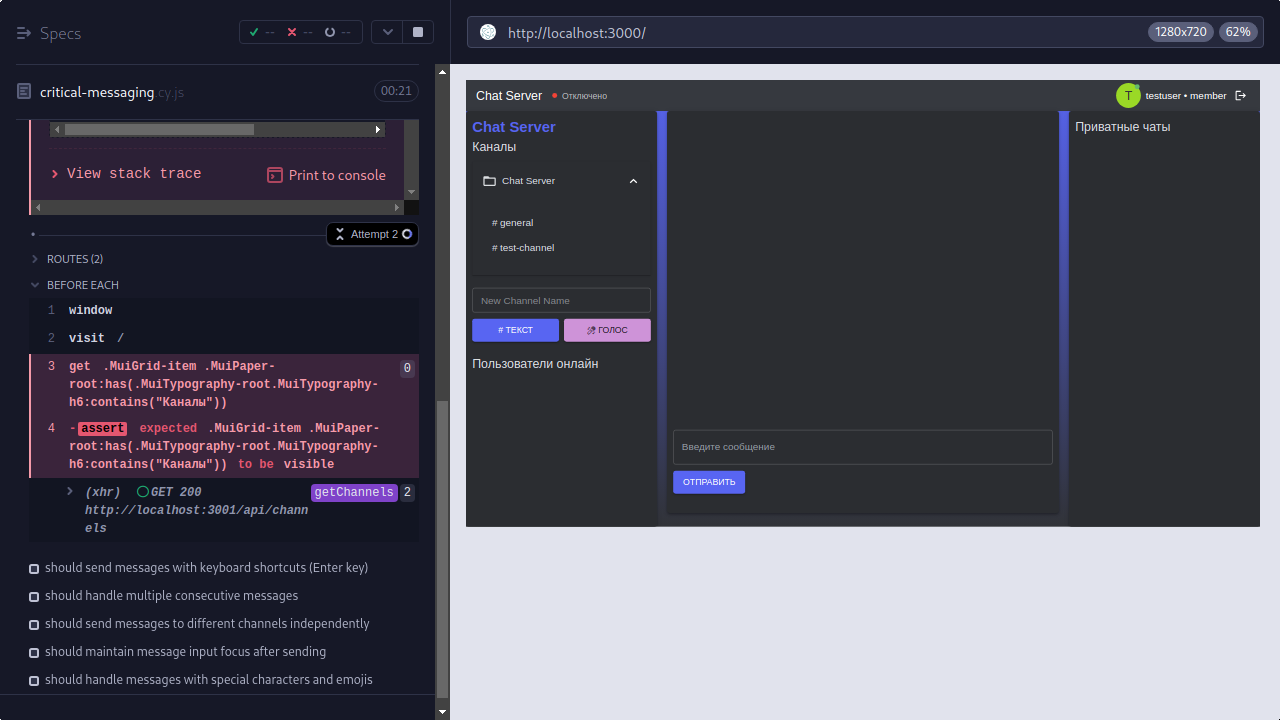 Specs
--
--
--
critical-messaging.cy.js
00:21
View stack trace
Print to console
Attempt 2
ROUTES (2)
BEFORE EACH
1 window
2 visit /
3 get .MuiGrid-item .MuiPaper-
root:has(.MuiTypography-root.MuiTypography-
h6:contains("Каналы"))
0
4 -assert expected .MuiGrid-item .MuiPaper-
root:has(.MuiTypography-root.MuiTypography-
h6:contains("Каналы")) to be visible
(xhr) GET 200
http://localhost:3001/api/chann
els
getChannels 2
should send messages with keyboard shortcuts (Enter key)
should handle multiple consecutive messages
should send messages to different channels independently
should maintain message input focus after sending
should handle messages with special characters and emojis
http://localhost:3000/
1280x720
62%
Chat Server
Отключено
T
testuser • member
Chat Server
Каналы
Chat Server
# general
# test-channel
New Channel Name
# ТЕКСТ
🎤 ГОЛОС
Пользователи онлайн
Введите сообщение
ОТПРАВИТЬ
Приватные чаты